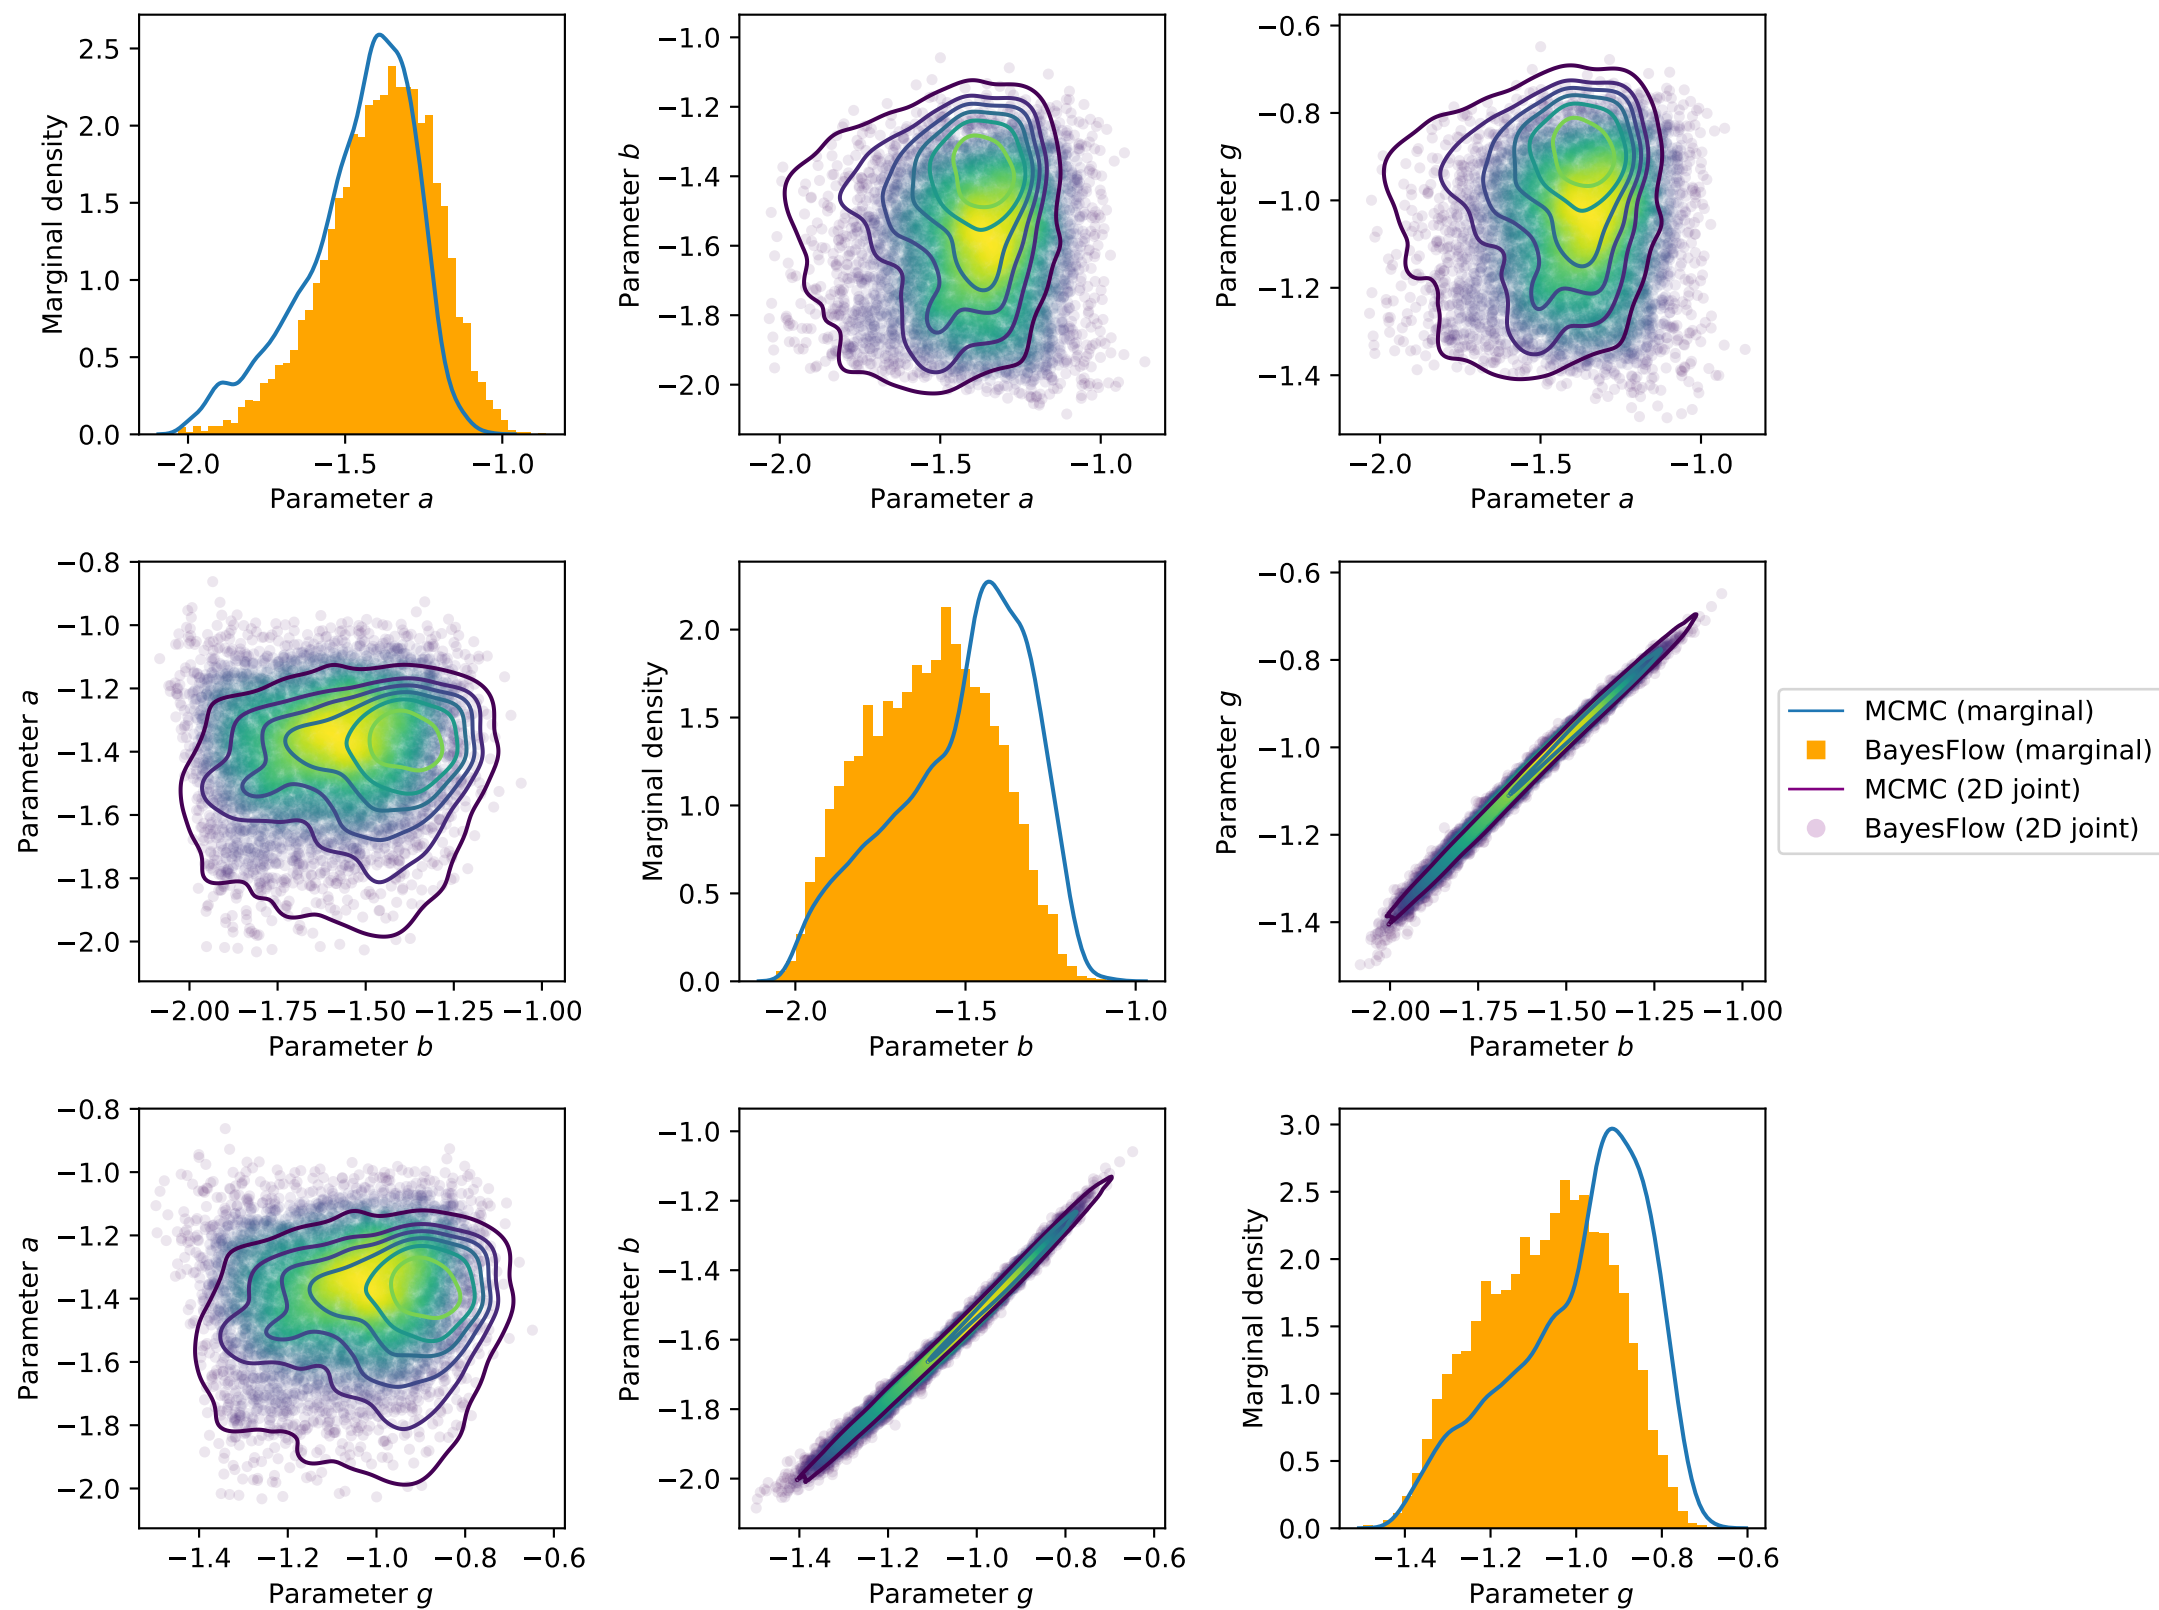 2.5
2.0
1.5
1.0
0.5
0.0
Marginal density
−2.0 −1.5 −1.0
Parameter a
−1.0
−1.2
−1.4
−1.6
−1.8
−2.0
Parameter b
−2.0 −1.5 −1.0
Parameter a
−0.6
−0.8
−1.0
−1.2
−1.4
Parameter g
−2.0 −1.5 −1.0
Parameter a
−0.8
−1.0
−1.2
−1.4
−1.6
−1.8
−2.0
Parameter a
−2.00 −1.75 −1.50 −1.25 −1.00
Parameter b
2.0
1.5
1.0
0.5
0.0
Marginal density
−2.0 −1.5 −1.0
Parameter b
−0.6
−0.8
−1.0
−1.2
−1.4
Parameter g
−2.00 −1.75 −1.50 −1.25 −1.00
Parameter b
MCMC (marginal)
BayesFlow (marginal)
MCMC (2D joint)
BayesFlow (2D joint)
−0.8
−1.0
−1.2
−1.4
−1.6
−1.8
−2.0
Parameter a
−1.4 −1.2 −1.0 −0.8 −0.6
Parameter g
−1.0
−1.2
−1.4
−1.6
−1.8
−2.0
Parameter b
−1.4 −1.2 −1.0 −0.8 −0.6
Parameter g
3.0
2.5
2.0
1.5
1.0
0.5
0.0
Marginal density
−1.4 −1.2 −1.0 −0.8 −0.6
Parameter g